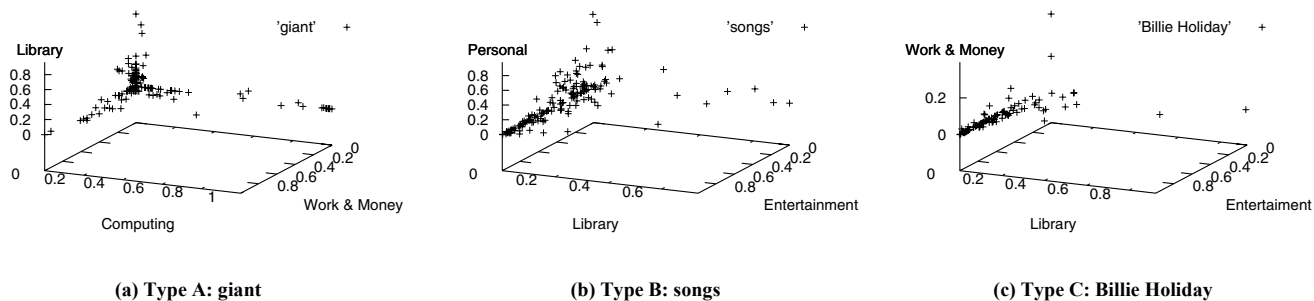 'giant'
Library
0.8
0.6
0.4
0.2
0
0
0.2
0.4
0.6
0.8
1
Computing
0.8
0.6
0.4
0.2
0
Work & Money
(a) Type A: giant
'songs'
Personal
0.8
0.6
0.4
0.2
0
0
0.2
0.4
0.6
0.8
Library
0.8
0.6
0.4
0.2
0
Entertainment
(b) Type B: songs
'Billie Holiday'
Work & Money
0.2
0
0
0.2
0.4
0.6
0.8
Library
0.8
0.6
0.4
0.2
0
Entertaiment
(c) Type C: Billie Holiday